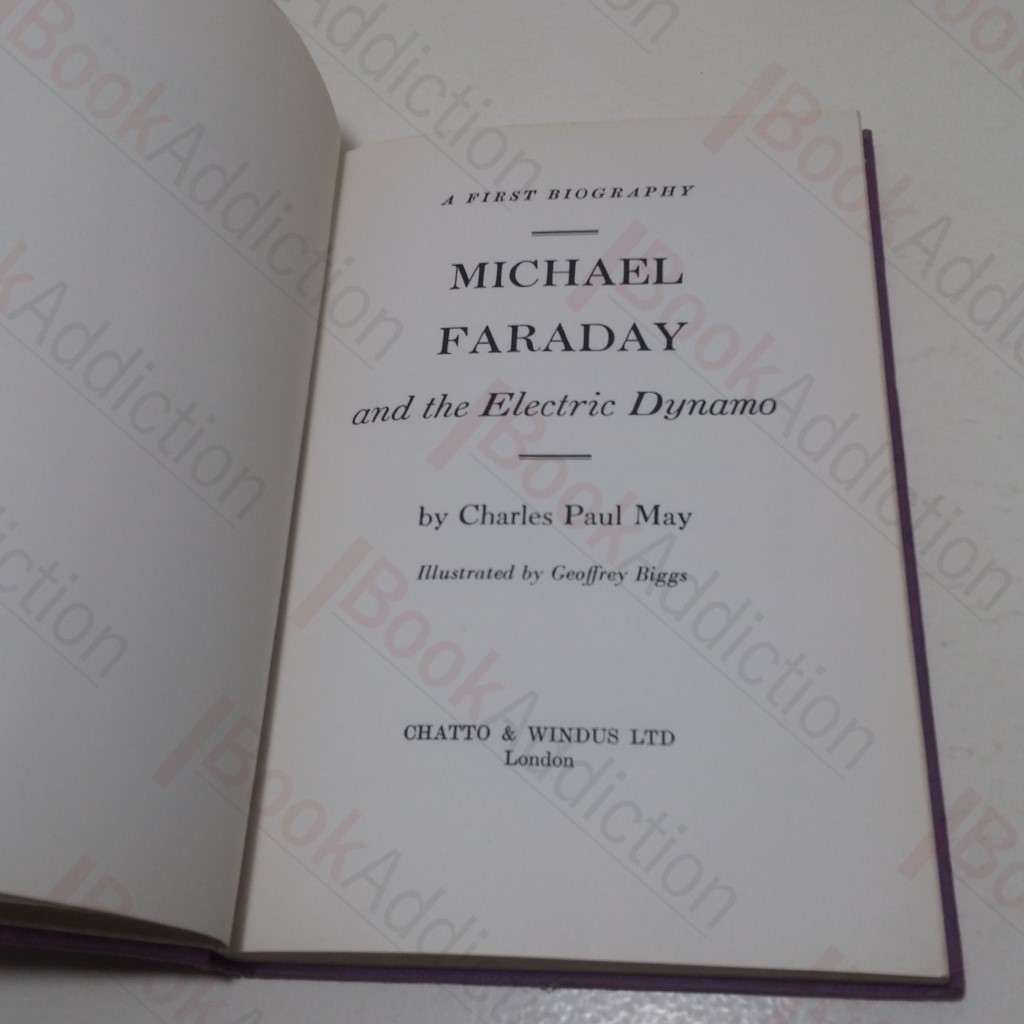 A FIRST BIOGRAPHY
MICHAEL
FARADAY
and the Electric Dynamo
by Charles Paul May
Illustrated by Geoffrey Biggs
CHATTO & WINDUS LTD
London
BookAddiction